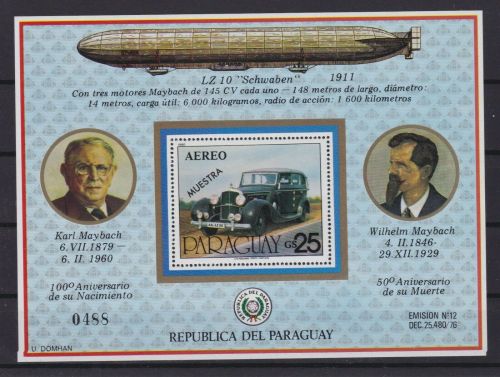 LZ 10 "Schwaben" 1911
Con tres motores Maybach de 145 CV cada uno — 148 metros de largo, diámetro:
14 metros, carga útil: 6 000 kilogramos, radio de acción: 1 600 kilometros
AEREO
MUESTRA
PARAGUAY GS 25
Karl Maybach
6.VII.1879 —
6. II. 1960
Wilhelm Maybach
4. II.1846-
29.XII.1929
100º Aniversario
de su Nacimiento
50º Aniversario
de su Muerte
0488
REPUBLICA DEL PARAGUAY
EMISION Nº12
DEC.25.480/76
U. DOMHAN